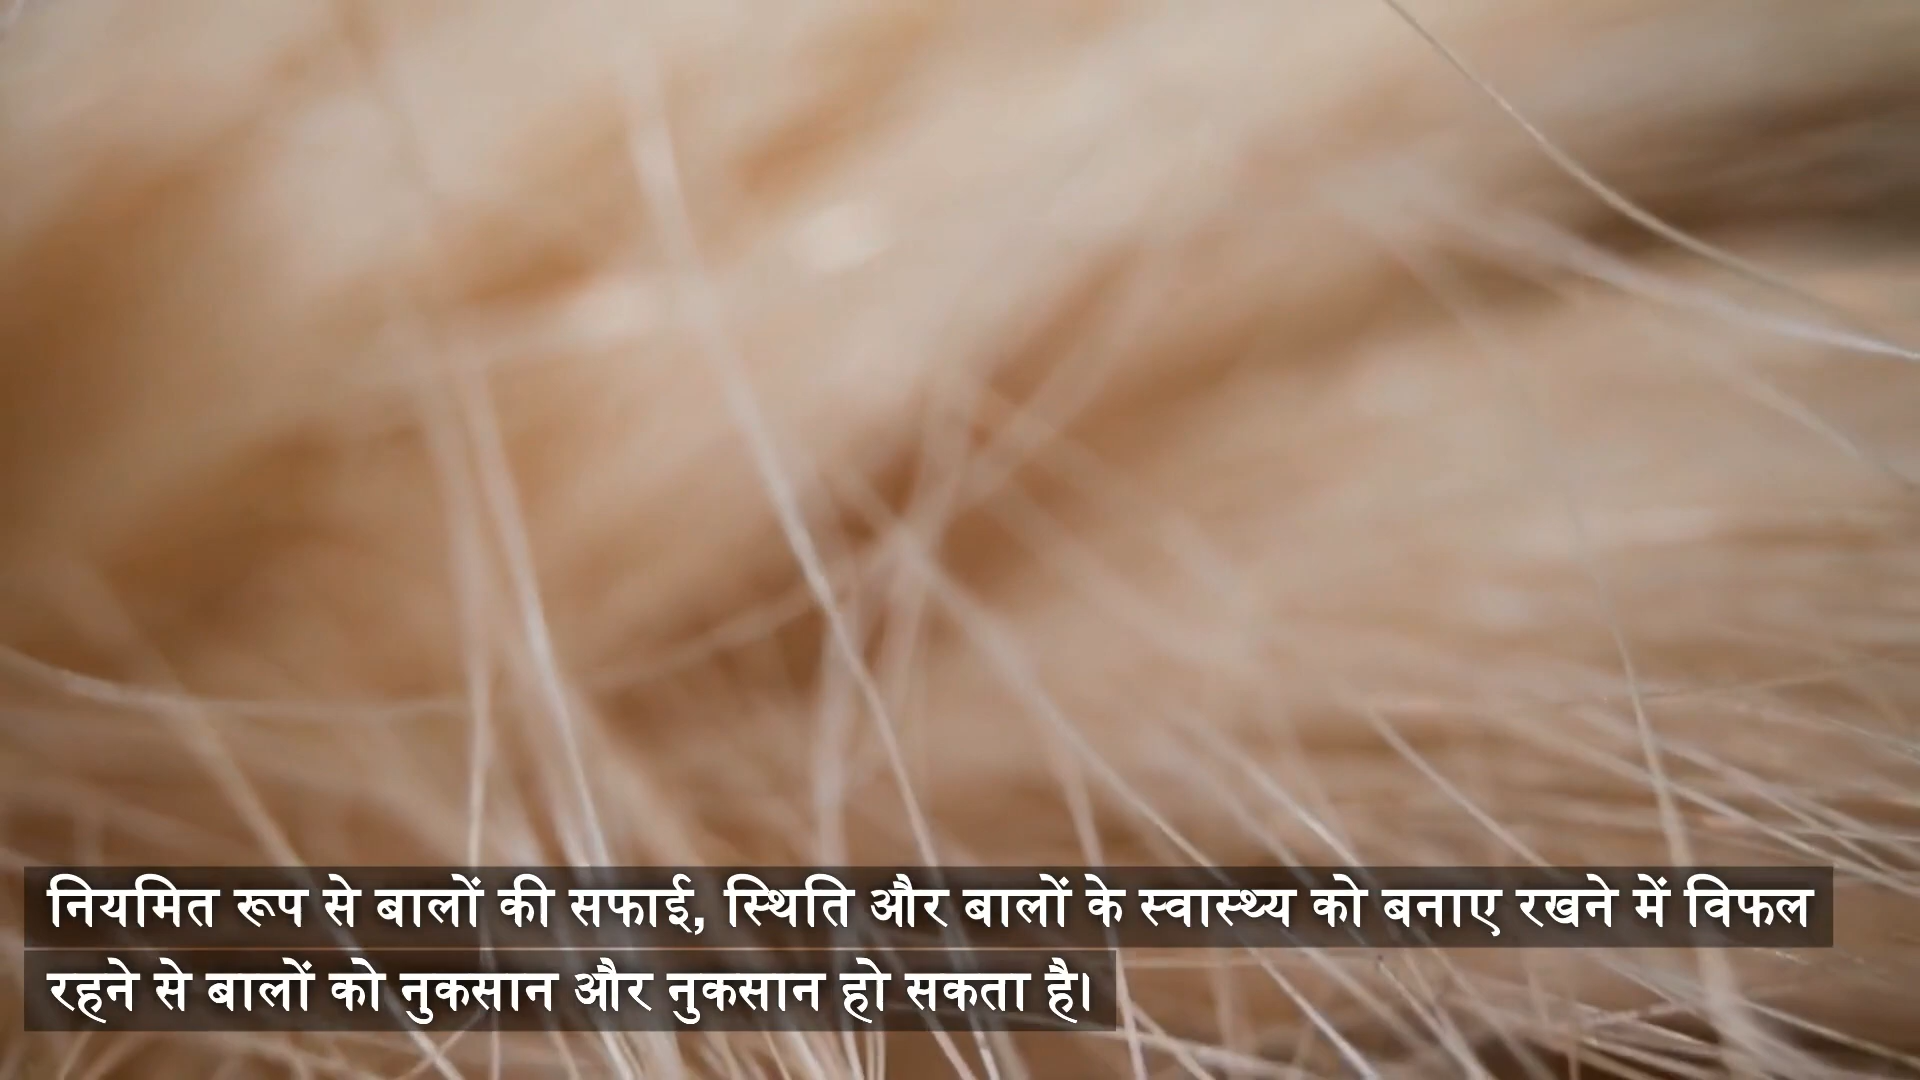 नियमित रूप से बालों की सफाई, स्थिति और बालों के स्वास्थ्य को बनाए रखने में विफल
रहने से बालों को नुकसान और नुकसान हो सकता है।